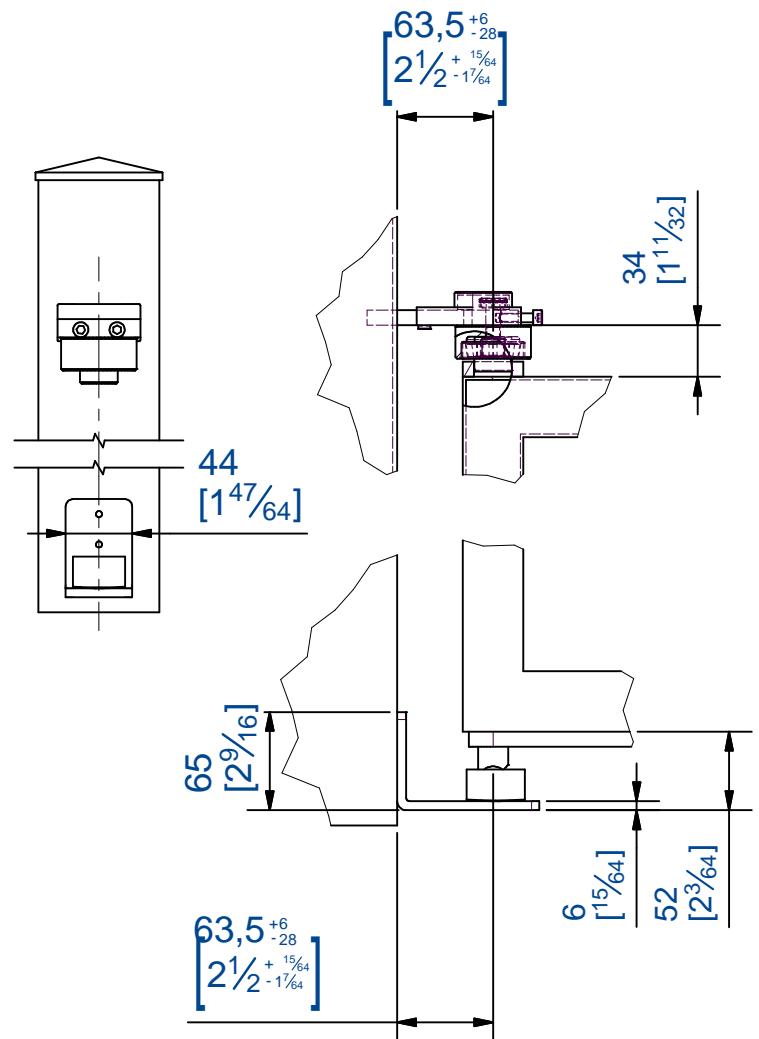 63,5 +6 -28
[2 1/2 + 15/64 - 1 7/64]
34
[1 11/32]
44
[1 47/64]
65
[2 9/16]
6
[15/64]
52
[2 3/64]
63,5 +6 -28
[2 1/2 + 15/64 - 1 7/64]